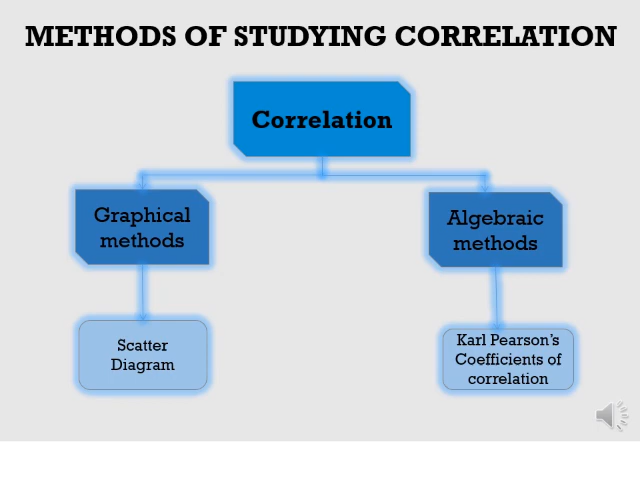 METHODS OF STUDYING CORRELATION
Correlation
Graphical
methods
Algebraic
methods
Scatter
Diagram
Karl Pearson’s
Coefficients of
correlation